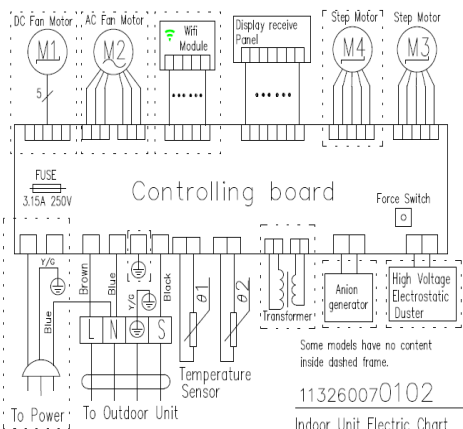 DC Fan Motor
AC Fan Motor
Wifi
Module
Display receive
Panel
Step Motor
Step Motor
M1
M2
M4
M3
5
FUSE
3.15A 250V
Controlling board
Force Switch
Y/G
Blue
Brown
Blue
Y/G
Black
L
N
S
θ1
θ2
Transformer
Anion
generator
High Voltage
Electrostatic
Duster
Temperature
Sensor
Some models have no content
inside dashed frame.
To Power
To Outdoor Unit
113260070102
Indoor Unit Electric Chart